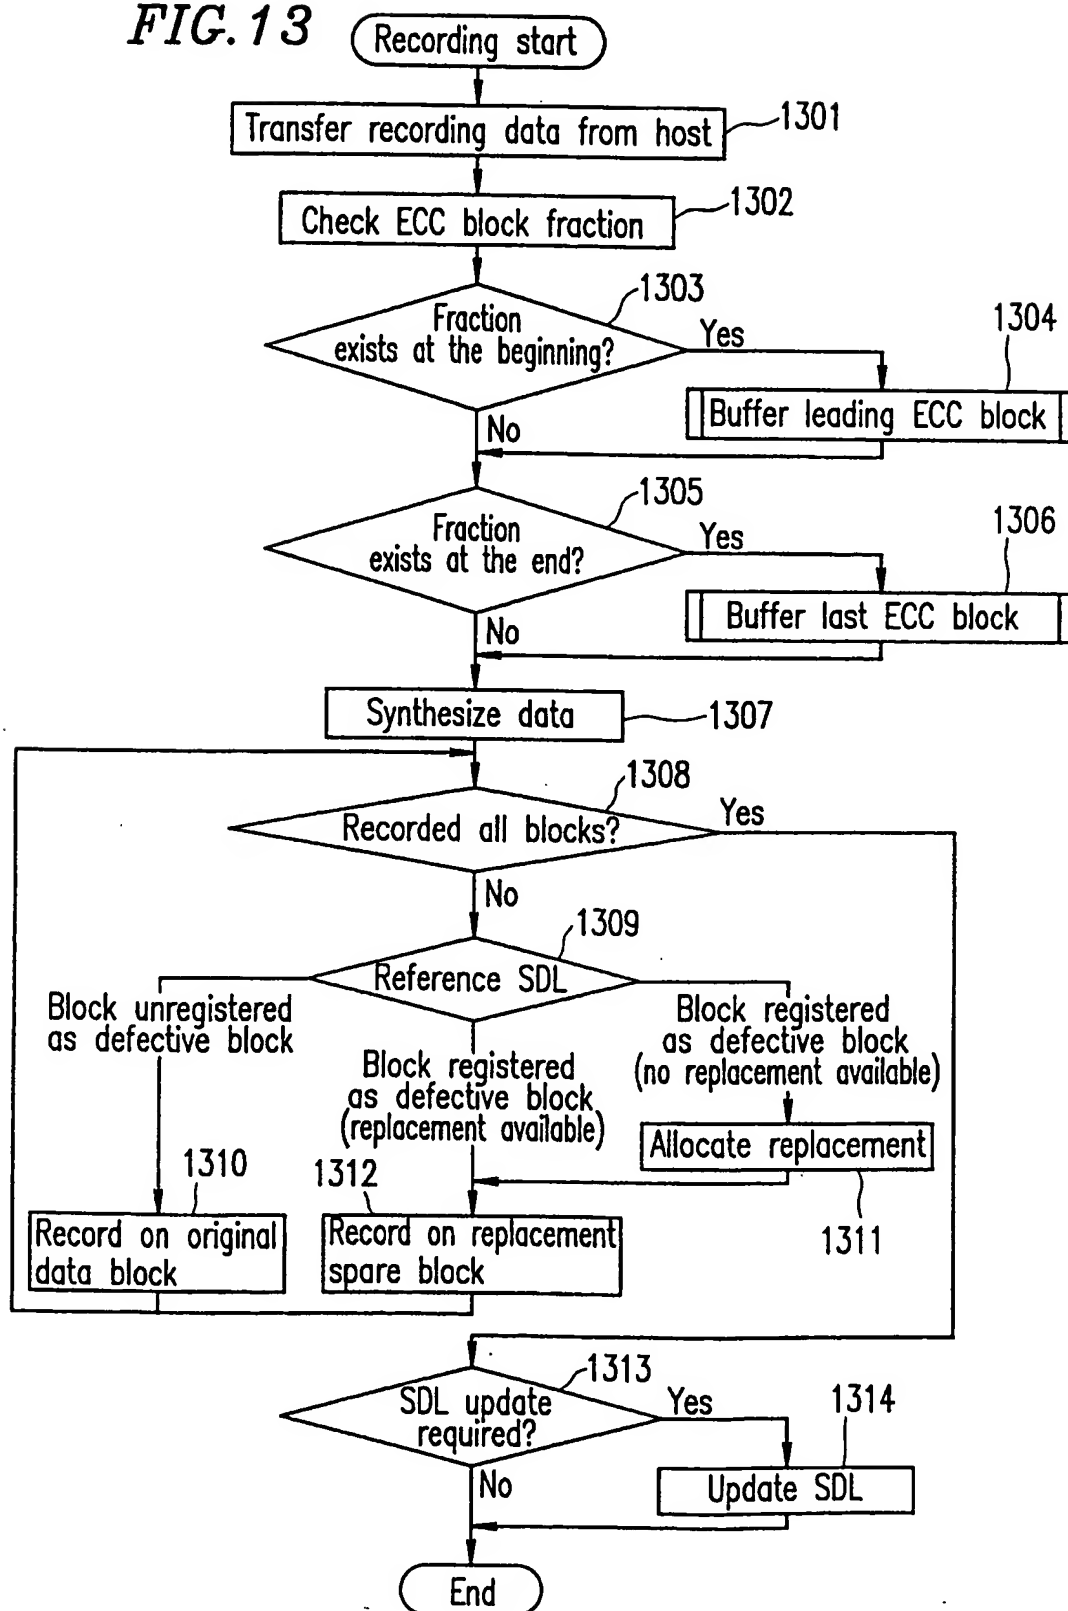 FIG.13
Recording start
Transfer recording data from host
1301
Check ECC block fraction
1302
1303
Fraction
exists at the beginning?
Yes
1304
Buffer leading ECC block
No
1305
Fraction
exists at the end?
Yes
1306
Buffer last ECC block
No
Synthesize data
1307
1308
Recorded all blocks?
Yes
No
1309
Reference SDL
Block unregistered
as defective block
Block registered
as defective block
(replacement available)
Block registered
as defective block
(no replacement available)
Allocate replacement
1311
1310
Record on original
data block
1312
Record on replacement
spare block
1313
SDL update
required?
Yes
1314
Update SDL
No
End